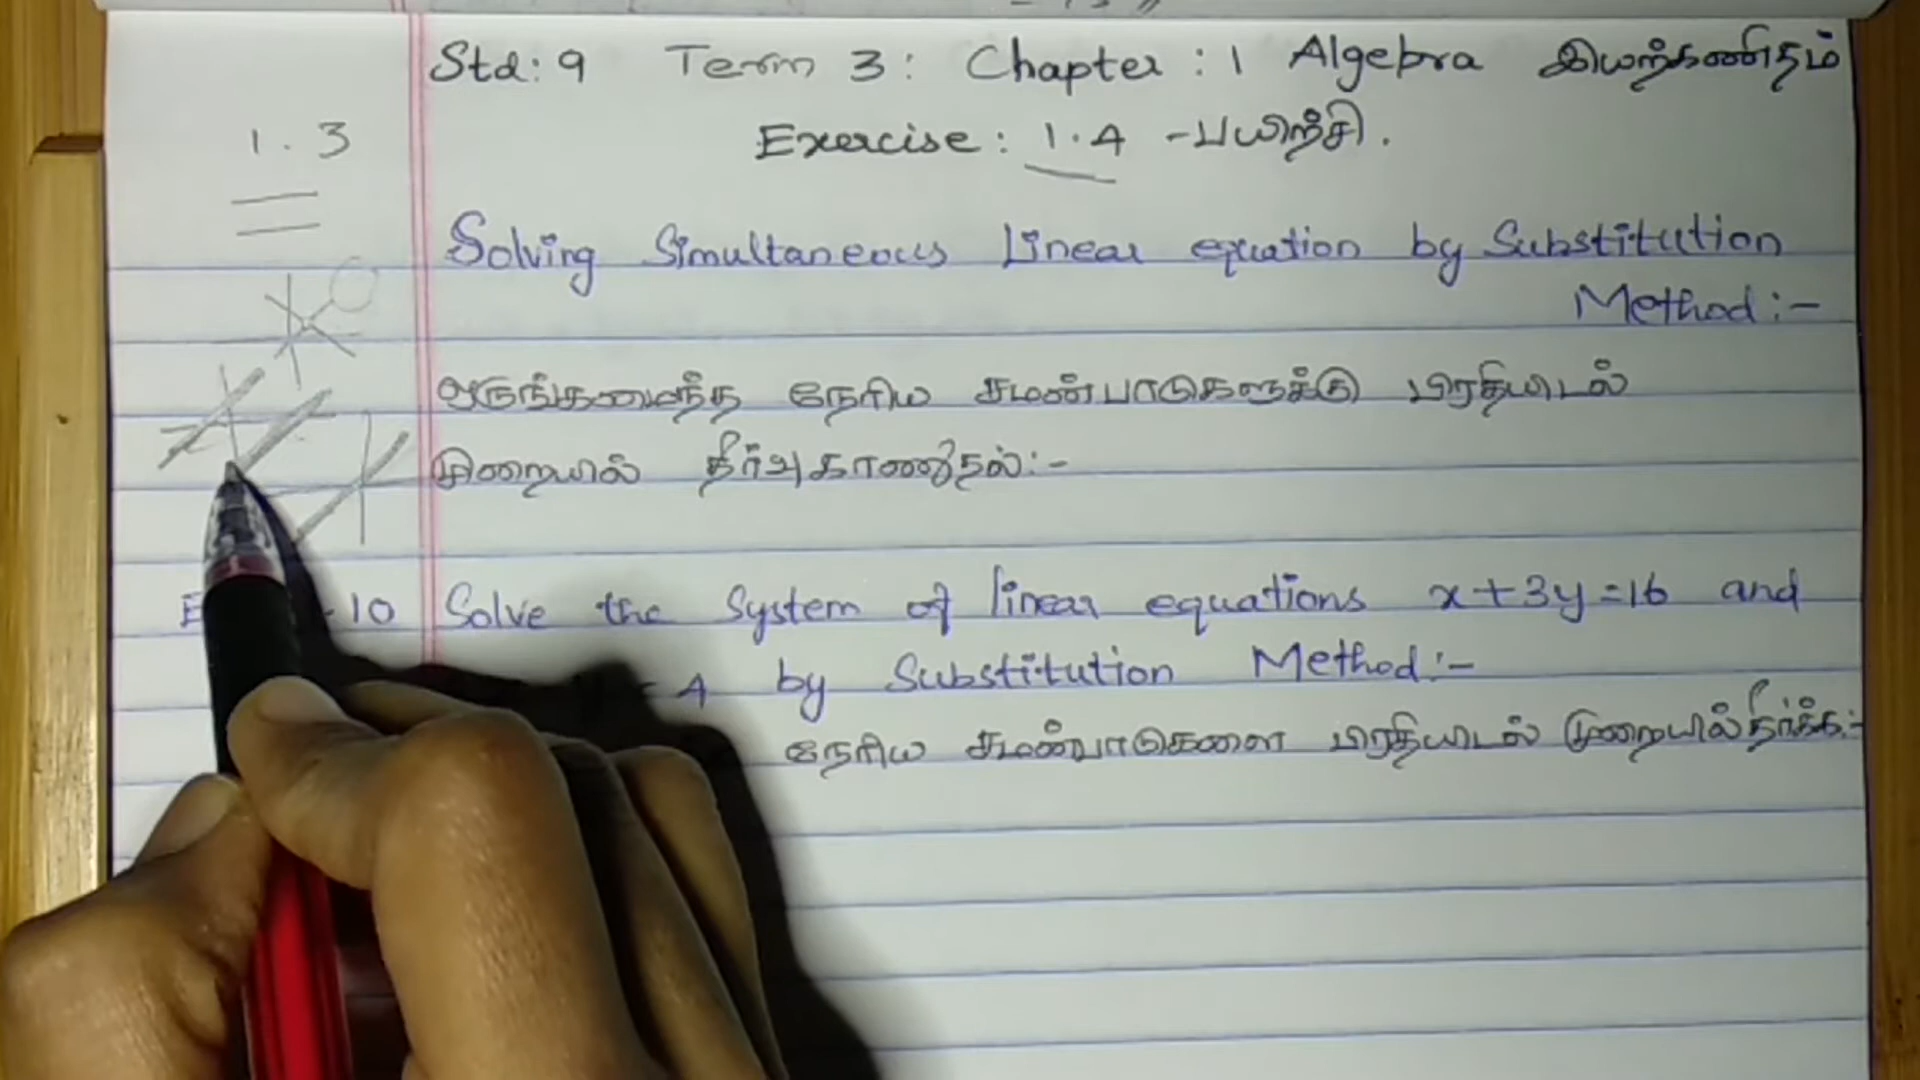 Std: 9 Term 3: Chapter: 1 Algebra இயற்கணிதம்
1.3
Exercise: 1.4 - பயிற்சி.
Solving Simultaneous Linear equation by Substitution
Method:-
ஒருங்கமைந்த நேரிய சமன்பாடுகளுக்கு பிரதியிடல்
முறையில் தீர்வு காணுதல்:-
10 Solve the System of linear equations x+3y=16 and
=4 by Substitution Method:-
நேரிய சமன்பாடுகளை பிரதியிடல் முறையில் தீர்க்க:-